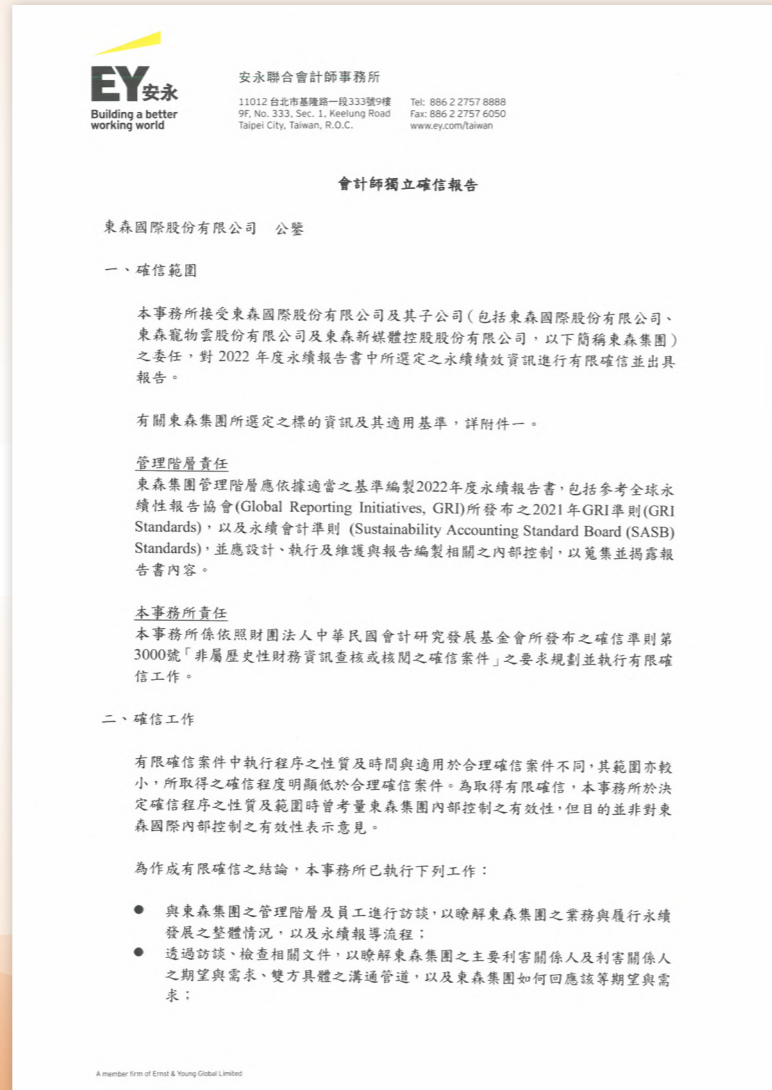 EY安永
Building a better
working world
安永聯合會計師事務所
11012 台北市基隆路一段333號9樓
9F, No. 333, Sec. 1, Keelung Road
Taipei City, Taiwan, R.O.C.
Tel: 886 2 2757 8888
Fax: 886 2 2757 6050
www.ey.com/taiwan
會計師獨立確信報告
東森國際股份有限公司 公鑒
一、確信範圍
本事務所接受東森國際股份有限公司及其子公司(包括東森國際股份有限公司、
東森寵物雲股份有限公司及東森新媒體控股股份有限公司,以下簡稱東森集團)
之委任,對 2022 年度永續報告書中所選定之永續績效資訊進行有限確信並出具
報告。
有關東森集團所選定之標的資訊及其適用基準,詳附件一。
管理階層責任
東森集團管理階層應依據適當之基準編製2022年度永續報告書,包括參考全球永
續性報告協會(Global Reporting Initiatives, GRI)所發布之2021年GRI準則(GRI
Standards),以及永續會計準則 (Sustainability Accounting Standard Board (SASB)
Standards),並應設計、執行及維護與報告編製相關之內部控制,以蒐集並揭露報
告書內容。
本事務所責任
本事務所係依照財團法人中華民國會計研究發展基金會所發布之確信準則第
3000號「非屬歷史性財務資訊查核或核閱之確信案件」之要求規劃並執行有限確
信工作。
二、確信工作
有限確信案件中執行程序之性質及時間與適用於合理確信案件不同,其範圍亦較
小,所取得之確信程度明顯低於合理確信案件。為取得有限確信,本事務所於決
定確信程序之性質及範圍時曾考量東森集團內部控制之有效性,但目的並非對東
森國際內部控制之有效性表示意見。
為作成有限確信之結論,本事務所已執行下列工作:
● 與東森集團之管理階層及員工進行訪談,以瞭解東森集團之業務與履行永續
發展之整體情況,以及永續報導流程;
● 透過訪談、檢查相關文件,以瞭解東森集團之主要利害關係人及利害關係人
之期望與需求、雙方具體之溝通管道,以及東森集團如何回應該等期望與需
求;
A member firm of Ernst & Young Global Limited